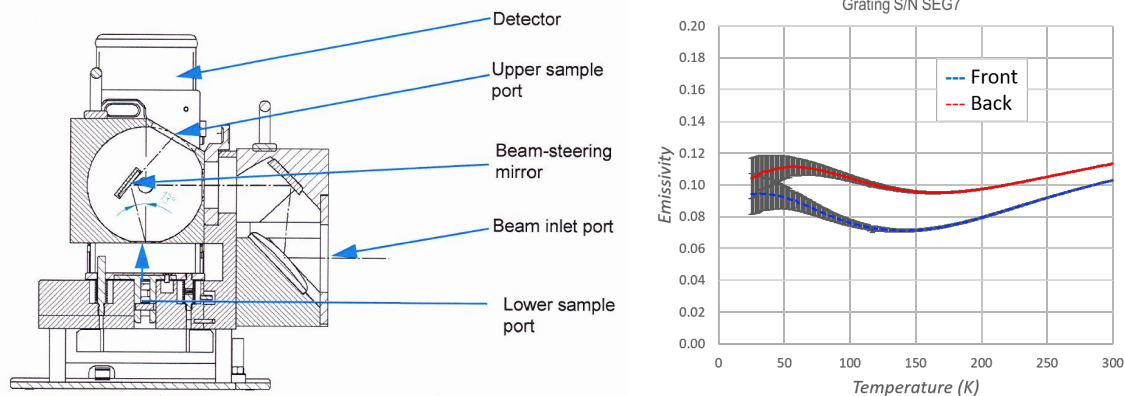 Detector
Upper sample
port
Beam-steering
mirror
Beam inlet port
Lower sample
port
17°
Grating S/N SEG7
0.20
0.18
0.16
0.14
0.12
0.10
0.08
0.06
0.04
0.02
0.00
Emissivity
Front
Back
0
50
100
150
200
250
300
Temperature (K)